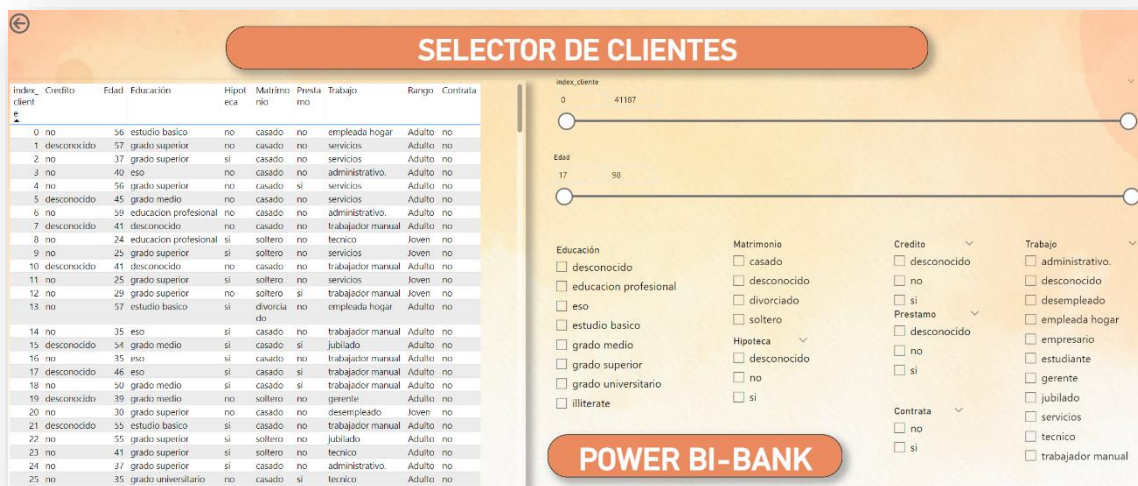 SELECTOR DE CLIENTES
index_ Credito Edad Educación Hipot Matrimo Presta Trabajo Rango Contrata
client eca nio mo
e
0 no 56 estudio basico no casado no empleada hogar Adulto no
1 desconocido 57 grado superior no casado no servicios Adulto no
2 no 37 grado superior si casado no servicios Adulto no
3 no 40 eso no casado no administrativo. Adulto no
4 no 56 grado superior no casado si servicios Adulto no
5 desconocido 45 grado medio no casado no servicios Adulto no
6 no 59 educacion profesional no casado no administrativo. Adulto no
7 desconocido 41 desconocido no casado no trabajador manual Adulto no
8 no 24 educacion profesional si soltero no tecnico Joven no
9 no 25 grado superior si soltero no servicios Joven no
10 desconocido 41 desconocido no casado no trabajador manual Adulto no
11 no 25 grado superior si soltero no servicios Joven no
12 no 29 grado superior no soltero si trabajador manual Joven no
13 no 57 estudio basico si divorcia no empleada hogar Adulto no
do
14 no 35 eso si casado no trabajador manual Adulto no
15 desconocido 54 grado medio si casado si jubilado Adulto no
16 no 35 eso si casado no trabajador manual Adulto no
17 desconocido 46 eso si casado si trabajador manual Adulto no
18 no 50 grado medio si casado si trabajador manual Adulto no
19 desconocido 39 grado medio no soltero no gerente Adulto no
20 no 30 grado superior no casado no desempleado Joven no
21 desconocido 55 estudio basico si casado no trabajador manual Adulto no
22 no 55 grado superior si soltero no jubilado Adulto no
23 no 41 grado superior si soltero no tecnico Adulto no
24 no 37 grado superior si casado no administrativo. Adulto no
25 no 35 grado universitario no casado si tecnico Adulto no
index_cliente
0 41187
Edad
17 98
Educación
desconocido
educacion profesional
eso
estudio basico
grado medio
grado superior
grado universitario
illiterate
Matrimonio
casado
desconocido
divorciado
soltero
Hipoteca
desconocido
no
si
Credito
desconocido
no
si
Prestamo
desconocido
no
si
Contrata
no
si
Trabajo
administrativo.
desconocido
desempleado
empleada hogar
empresario
estudiante
gerente
jubilado
servicios
tecnico
trabajador manual
POWER BI-BANK